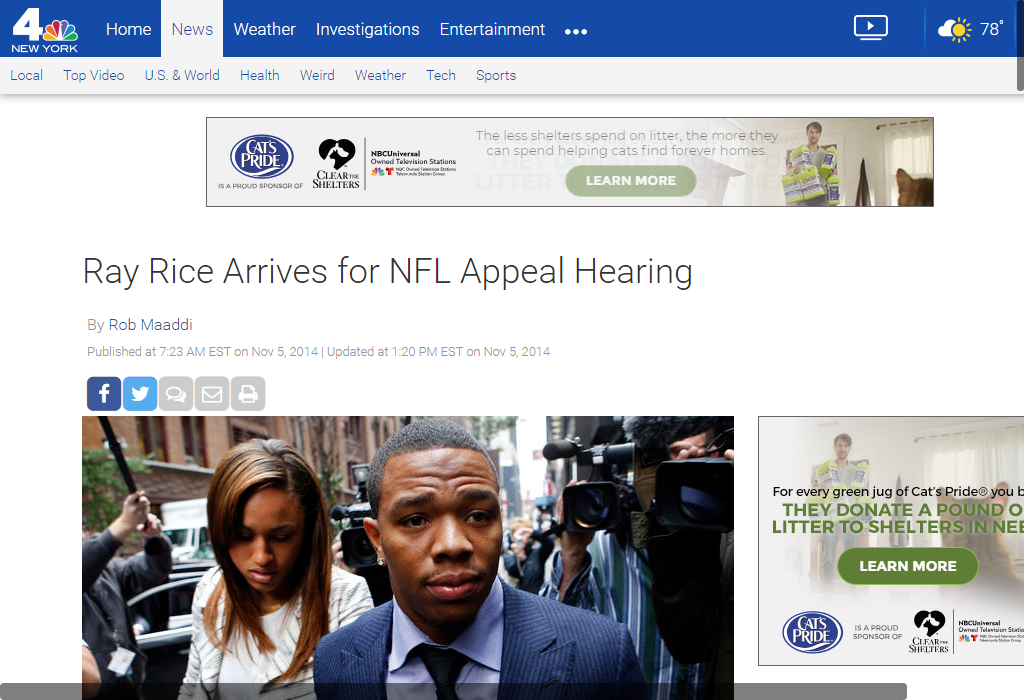 4
NEW YORK
Home
News
Weather
Investigations
Entertainment
78°
Local
Top Video
U.S. & World
Health
Weird
Weather
Tech
Sports
CAT'S PRIDE
IS A PROUD SPONSOR OF
CLEAR THE SHELTERS
NBCUniversal
Owned Television Stations
NBC Owned Television Stations
Telemundo Station Group
The less shelters spend on litter, the more they
can spend helping cats find forever homes.
LEARN MORE
Ray Rice Arrives for NFL Appeal Hearing
By Rob Maaddi
Published at 7:23 AM EST on Nov 5, 2014 | Updated at 1:20 PM EST on Nov 5, 2014
For every green jug of Cat's Pride® you b
THEY DONATE A POUND O
LITTER TO SHELTERS IN NEE
LEARN MORE
CAT'S PRIDE
IS A PROUD
SPONSOR OF
CLEAR THE SHELTERS
NBCUniversal
Owned Television Statio